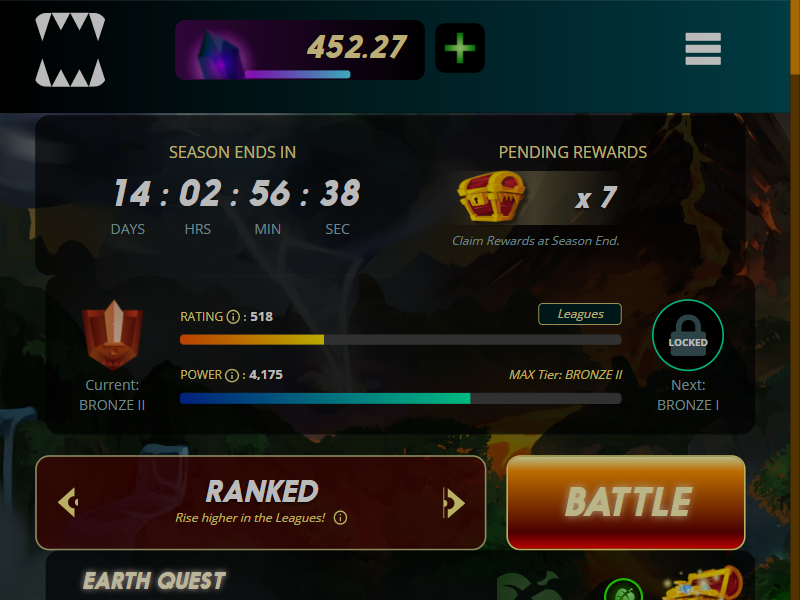 452.27
SEASON ENDS IN
14 : 02 : 56 : 38
DAYS HRS MIN SEC
PENDING REWARDS
x 7
Claim Rewards at Season End.
Current:
BRONZE II
RATING i : 518
Leagues
POWER i : 4,175
MAX Tier: BRONZE II
LOCKED
Next:
BRONZE I
RANKED
Rise higher in the Leagues! i
BATTLE
EARTH QUEST